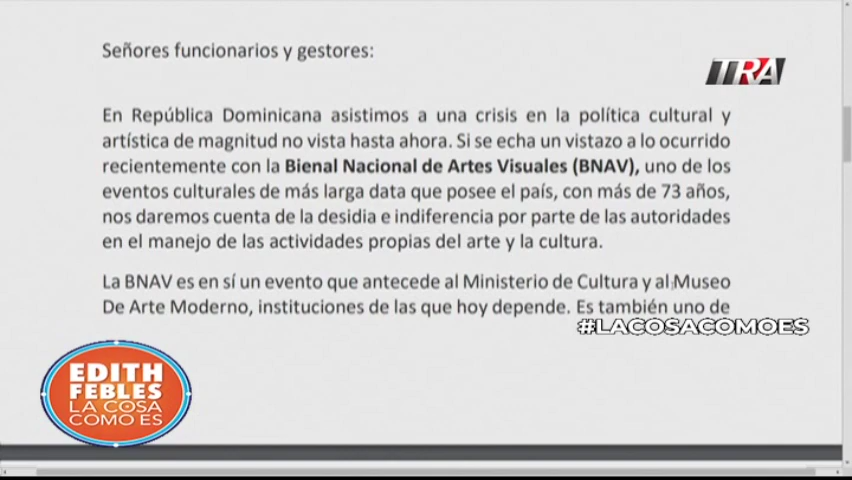 Señores funcionarios y gestores:
TRA
En República Dominicana asistimos a una crisis en la política cultural y
artística de magnitud no vista hasta ahora. Si se echa un vistazo a lo ocurrido
recientemente con la Bienal Nacional de Artes Visuales (BNAV), uno de los
eventos culturales de más larga data que posee el país, con más de 73 años,
nos daremos cuenta de la desidia e indiferencia por parte de las autoridades
en el manejo de las actividades propias del arte y la cultura.
La BNAV es en sí un evento que antecede al Ministerio de Cultura y al Museo
De Arte Moderno, instituciones de las que hoy depende. Es también uno de
#LACOSACOMOES
EDITH
FEBLES
LA COSA
COMO ES